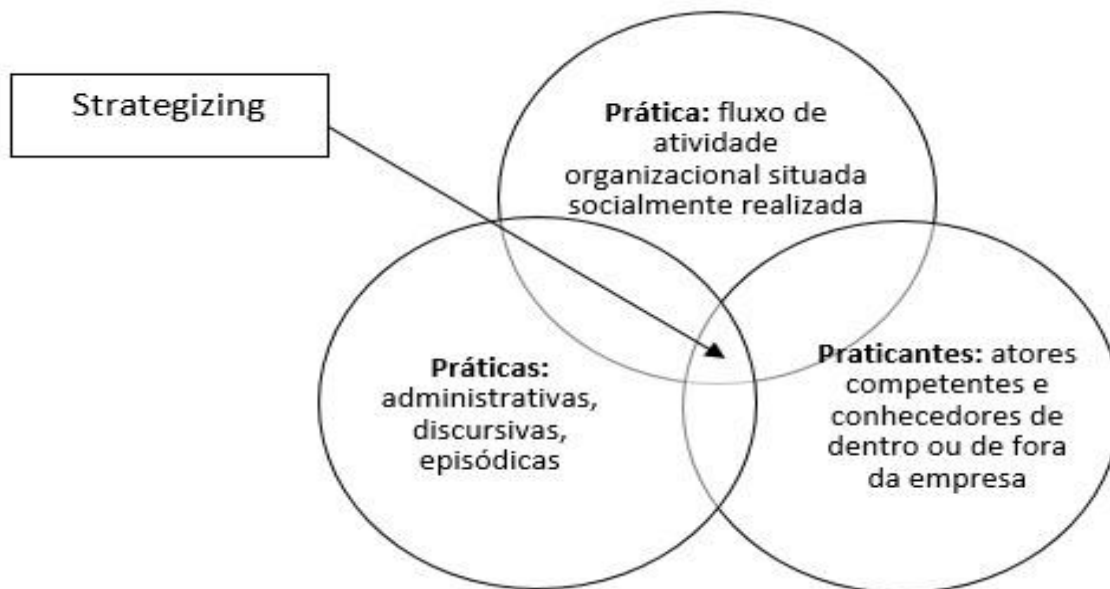 Strategizing
Prática: fluxo de
atividade
organizacional situada
socialmente realizada
Práticas:
administrativas,
discursivas,
episódicas
Praticantes: atores
competentes e
conhecedores de
dentro ou de fora
da empresa